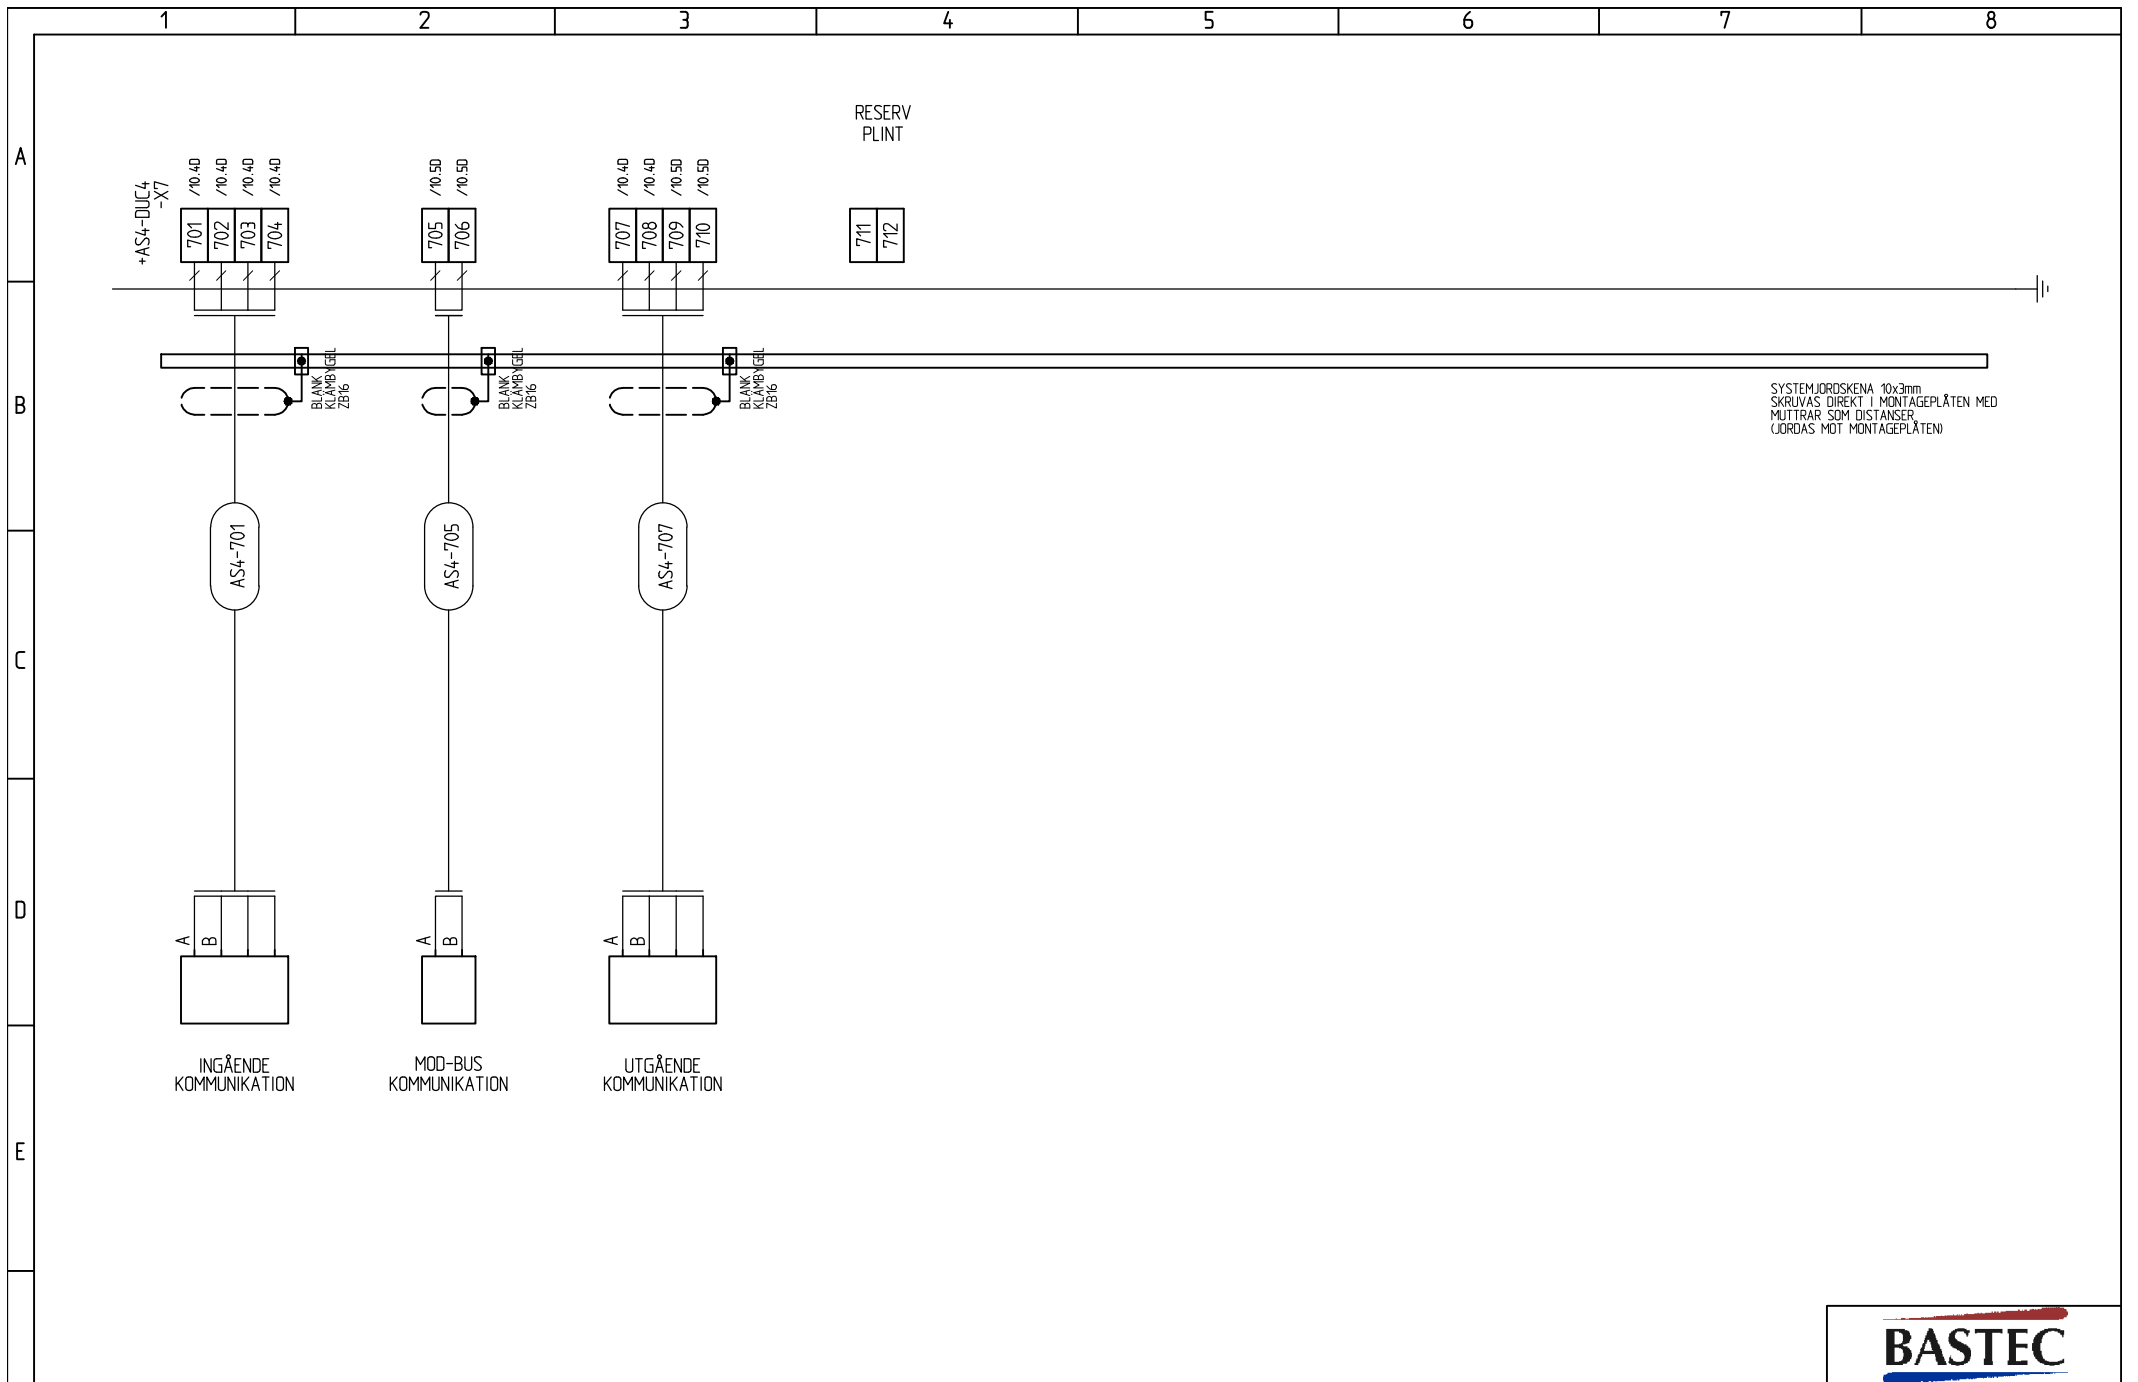 1 2 3 4 5 6 7 8
A
B
C
D
E
RESERV
PLINT
+AS4-DUC4
-X7
/10.4D /10.4D /10.4D /10.4D
/10.5D /10.5D
/10.4D /10.4D /10.5D /10.5D
701 702 703 704
705 706
707 708 709 710
711 712
BLANK
KLÄMBYGEL
ZB16
BLANK
KLÄMBYGEL
ZB16
BLANK
KLÄMBYGEL
ZB16
SYSTEMJORDSKENA 10x3mm
SKRUVAS DIREKT I MONTAGEPLÅTEN MED
MUTTRAR SOM DISTANSER.
(JORDAS MOT MONTAGEPLÅTEN)
AS4-701
AS4-705
AS4-707
A B
A B
A B
INGÅENDE
KOMMUNIKATION
MOD-BUS
KOMMUNIKATION
UTGÅENDE
KOMMUNIKATION
BASTEC